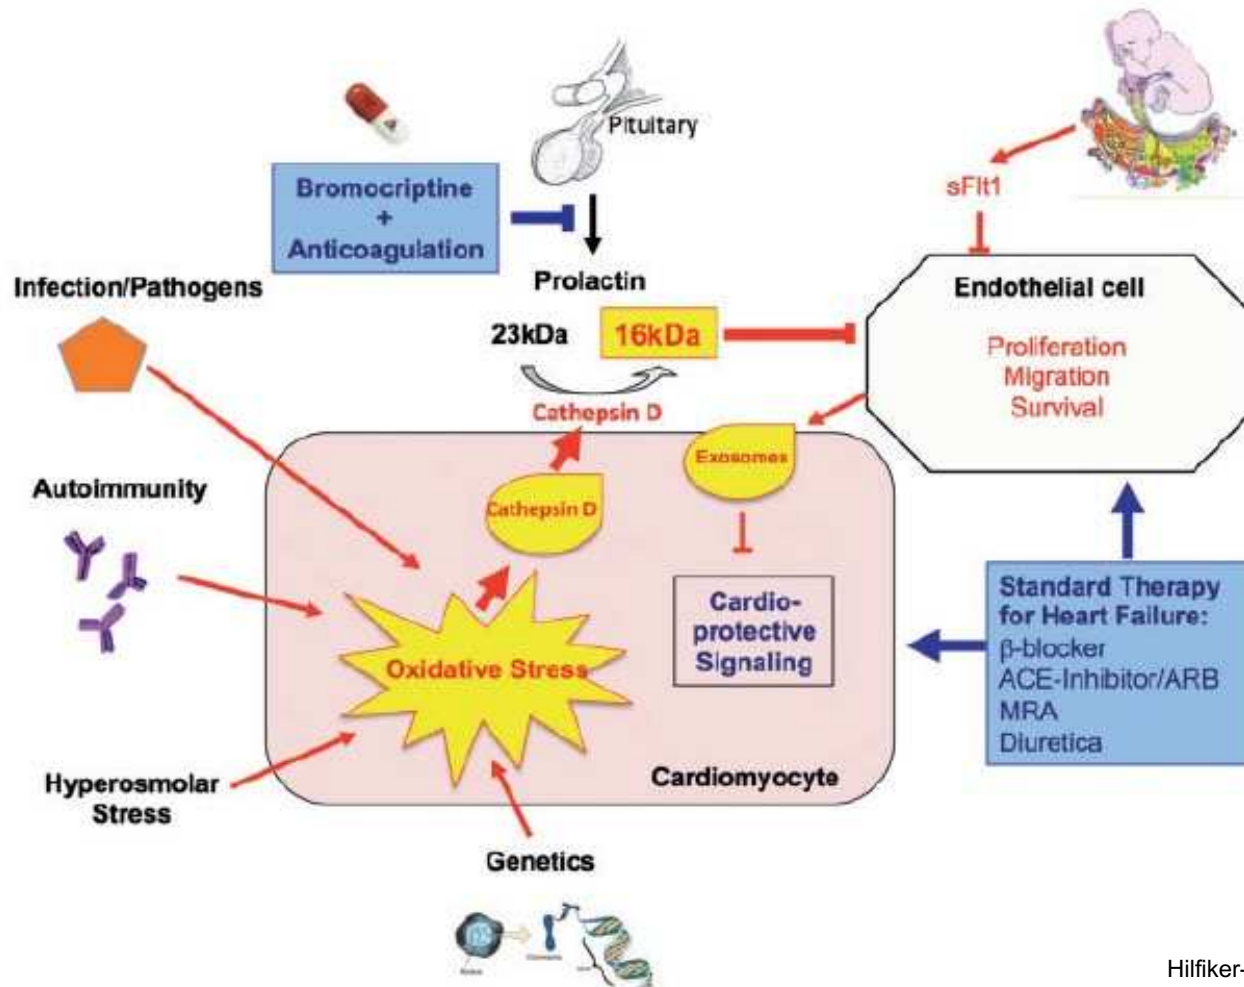 Pituitary
Bromocriptine
+
Anticoagulation
sFlt1
Infection/Pathogens
Prolactin
23kDa
16kDa
Endothelial cell
Proliferation
Migration
Survival
Cathepsin D
Exosomes
Autoimmunity
Cathepsin D
Cardio-
protective
Signaling
Standard Therapy
for Heart Failure:
β-blocker
ACE-Inhibitor/ARB
MRA
Diuretica
Oxidative Stress
Hyperosmolar
Stress
Cardiomyocyte
Genetics
Hilfiker-